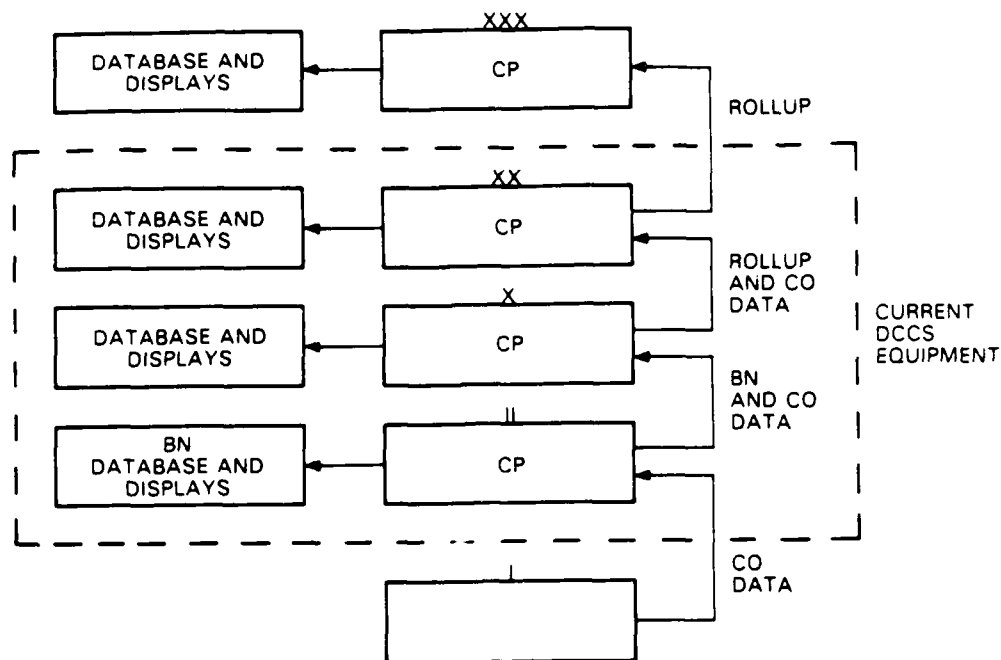 XXX
DATABASE AND
DISPLAYS
CP
ROLLUP
XX
DATABASE AND
DISPLAYS
CP
ROLLUP
AND CO
DATA
X
DATABASE AND
DISPLAYS
CP
CURRENT
DCCS
EQUIPMENT
BN
AND CO
DATA
II
BN
DATABASE AND
DISPLAYS
CP
CO
DATA
I